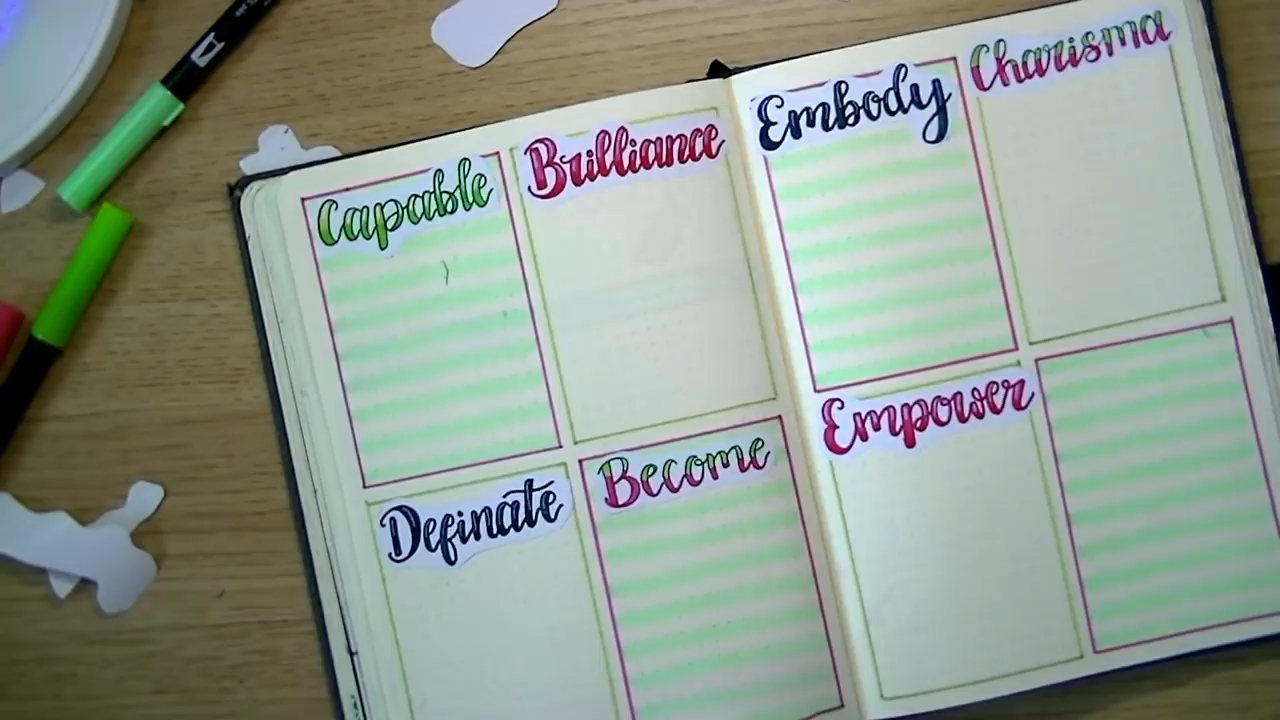 Capable
Brilliance
Definate
Become
Embody
Charisma
Empower